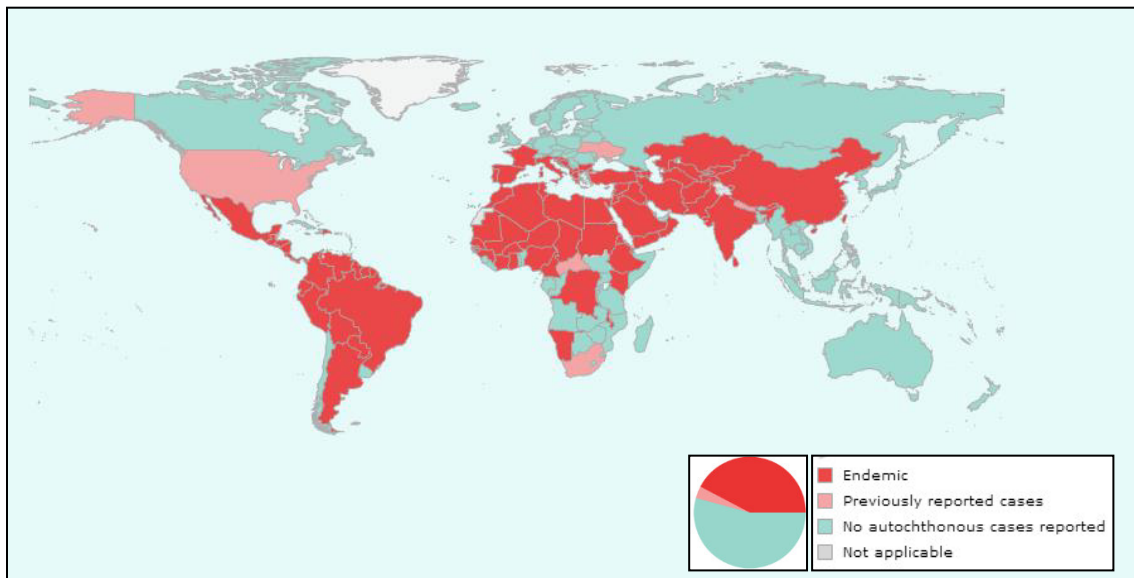 Endemic
Previously reported cases
No autochthonous cases reported
Not applicable